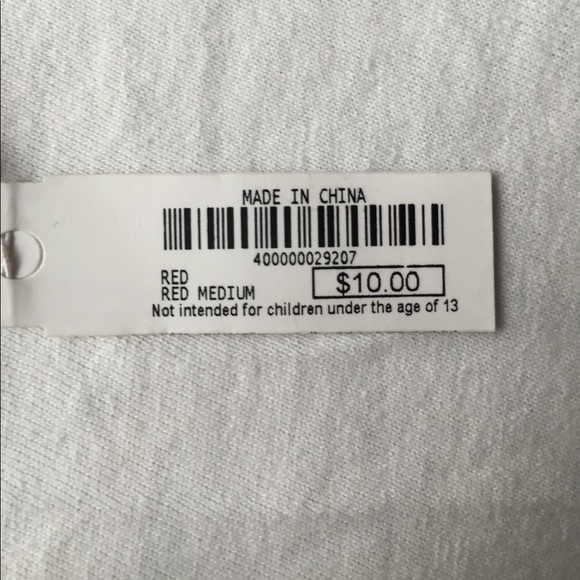 MADE IN CHINA
400000029207
RED
RED MEDIUM
$10.00
Not intended for children under the age of 13